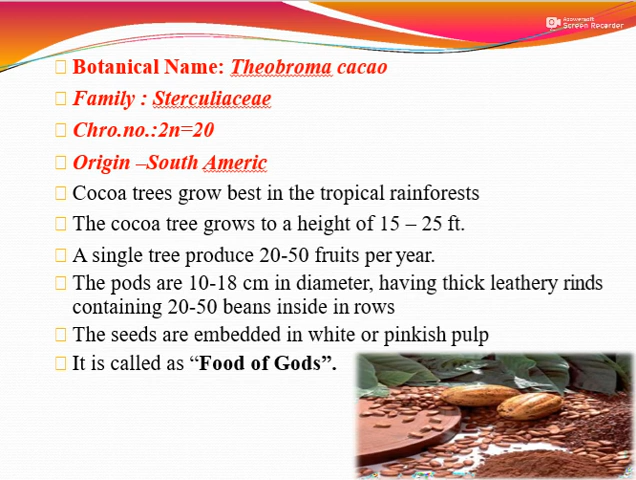 Apowersoft
Screen Recorder
Botanical Name: Theobroma cacao
Family : Sterculiaceae
Chro.no.:2n=20
Origin –South Americ
Cocoa trees grow best in the tropical rainforests
The cocoa tree grows to a height of 15 – 25 ft.
A single tree produce 20-50 fruits per year.
The pods are 10-18 cm in diameter, having thick leathery rinds
containing 20-50 beans inside in rows
The seeds are embedded in white or pinkish pulp
It is called as “Food of Gods”.